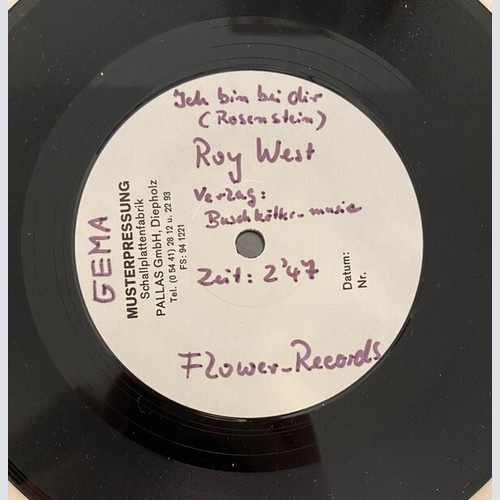 Ich bin bei dir
(Rosenstein)
Roy West
Verlag:
Buschkötter-music
Zeit: 2'47
Flower-Records
GEMA
MUSTERPRESSUNG
Schallplattenfabrik
PALLAS GmbH, Diepholz
Tel. (0 54 41) 28 12 u. 22 93
FS: 94 1221
Datum:
Nr.